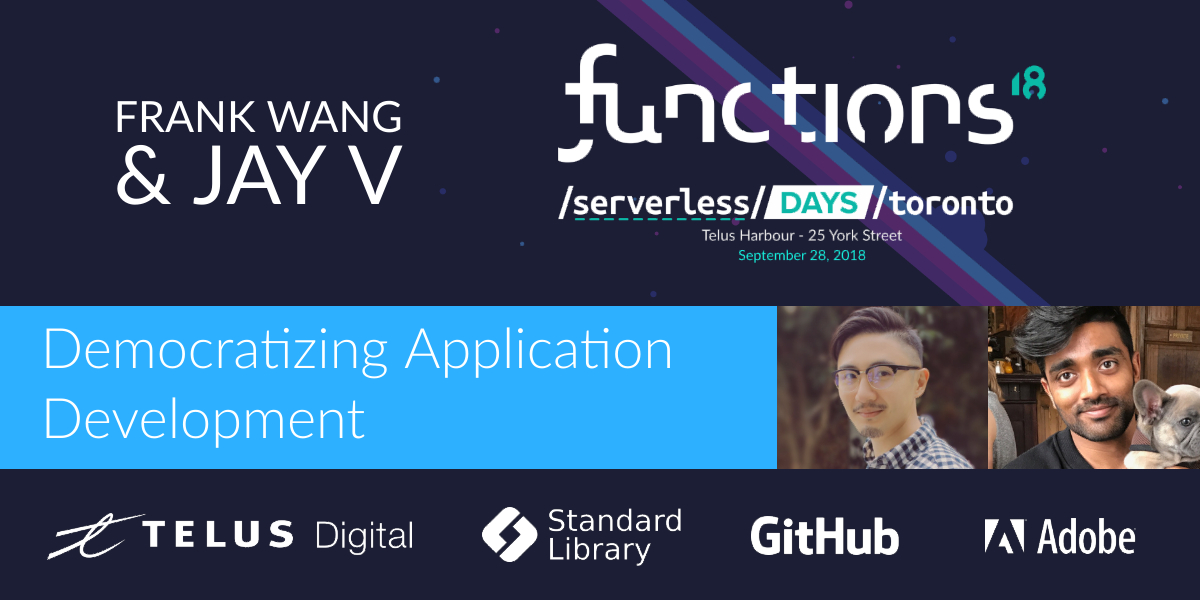 FRANK WANG
& JAY V
functions18
/serverless//DAYS//toronto
Telus Harbour - 25 York Street
September 28, 2018
Democratizing Application
Development
TELUS Digital
Standard
Library
GitHub
Adobe